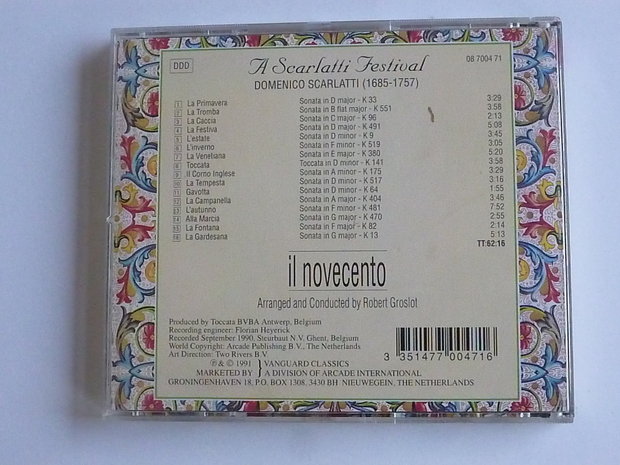 DDD A Scarlatti Festival 08 7004 71
DOMENICO SCARLATTI (1685-1757)
1 La Primavera Sonata in D major - K 33 3:29
2 La Tromba Sonata in B flat major - K 551 3:58
3 La Caccia Sonata in C major - K 96 2:13
4 La Festiva Sonata in D major - K 491 5:08
5 L'estate Sonata in D minor - K 9 3:45
6 L'inverno Sonata in F minor - K 519 3:05
7 La Veneliana Sonata in E major - K 380 5:20
8 Toccata Toccata in D minor - K 141 3:58
9 Il Corno Inglese Sonata in A minor - K 175 3:29
10 La Tempesta Sonata in D minor - K 517 3:16
11 Gavolta Sonata in D minor - K 64 1:55
12 La Campanella Sonata in A major - K 404 3:46
13 L'autunno Sonata in F minor - K 481 7:52
14 Alla Marcia Sonata in G major - K 470 2:55
15 La Fontana Sonata in F major - K 82 2:14
16 La Gardesana Sonata in G major - K 13 5:13
TT:62:16
il novecento
Arranged and Conducted by Robert Groslot
Produced by Toccata BVBA Antwerp, Belgium
Recording engineer: Florian Heyerick
Recorded September 1990, Steurbaut N.V. Ghent, Belgium
World Copyright: Arcade Publishing B.V., The Netherlands
Art Direction: Two Rivers B.V.
℗ & © 1991 VANGUARD CLASSICS
MARKETED BY A DIVISION OF ARCADE INTERNATIONAL
GRONINGENHAVEN 18, P.O. BOX 1308, 3430 BH NIEUWEGEIN, THE NETHERLANDS
3 351477 004716